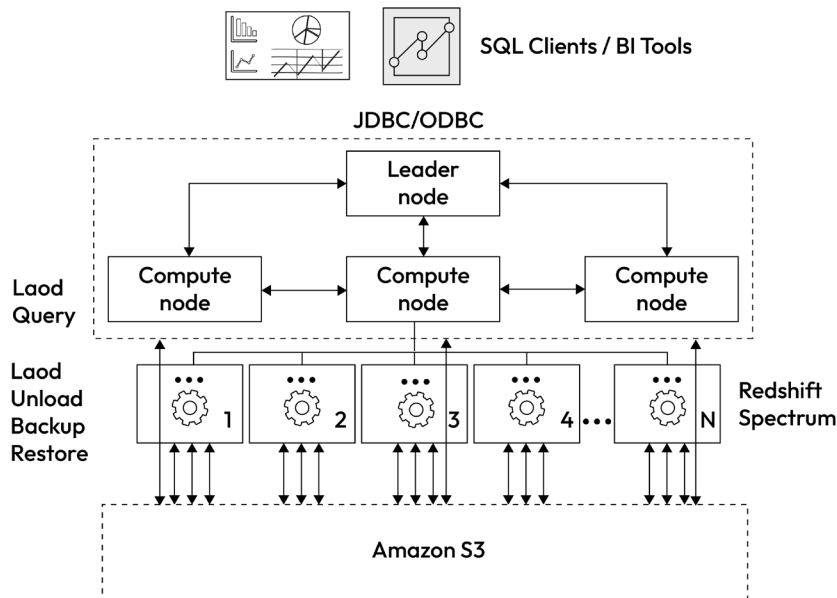 SQL Clients / BI Tools
JDBC/ODBC
Leader
node
Compute
node
Compute
node
Compute
node
Laod
Query
Laod
Unload
Backup
Restore
1
2
3
4
N
Redshift
Spectrum
Amazon S3